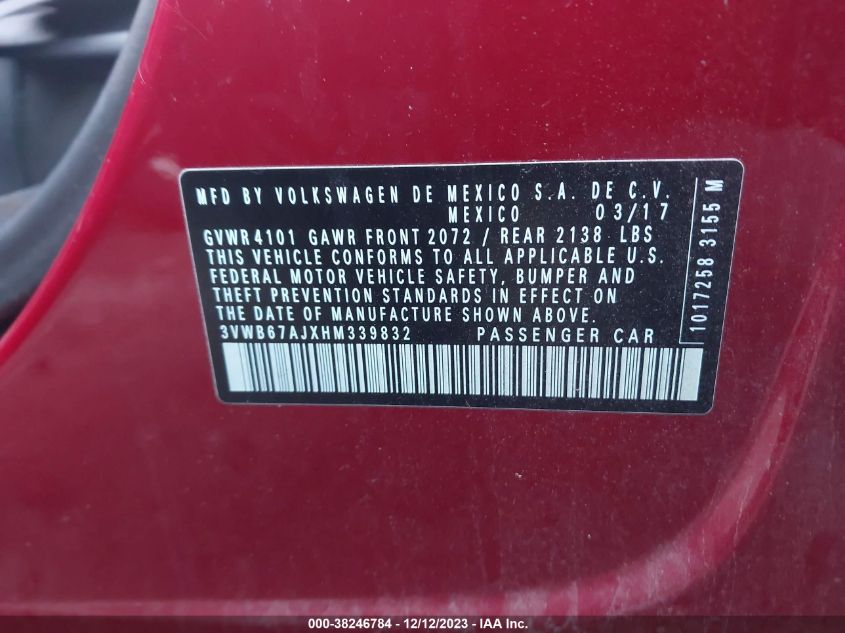 MFD BY VOLKSWAGEN DE MEXICO S.A. DE C.V.
MEXICO 03/17
GVWR 4101 GAWR FRONT 2072 / REAR 2138 LBS
THIS VEHICLE CONFORMS TO ALL APPLICABLE U.S.
FEDERAL MOTOR VEHICLE SAFETY, BUMPER AND
THEFT PREVENTION STANDARDS IN EFFECT ON
THE DATE OF MANUFACTURE SHOWN ABOVE.
3VWB67AJXHM339832 PASSENGER CAR
1017258 3155 M
000-38246784 - 12/12/2023 - IAA Inc.